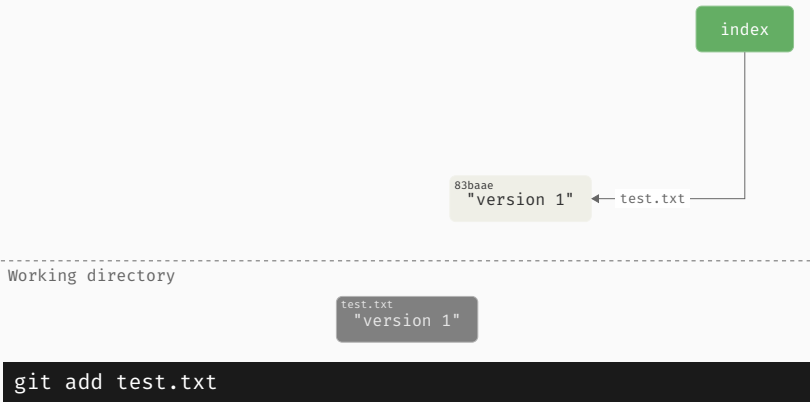 index
83baae
"version 1"
test.txt
Working directory
test.txt
"version 1"
git add test.txt